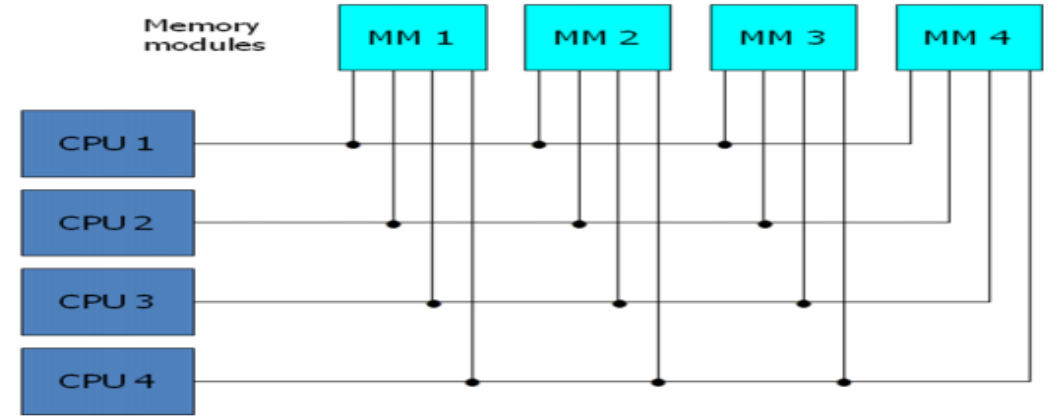 Memory
modules
MM 1
MM 2
MM 3
MM 4
CPU 1
CPU 2
CPU 3
CPU 4